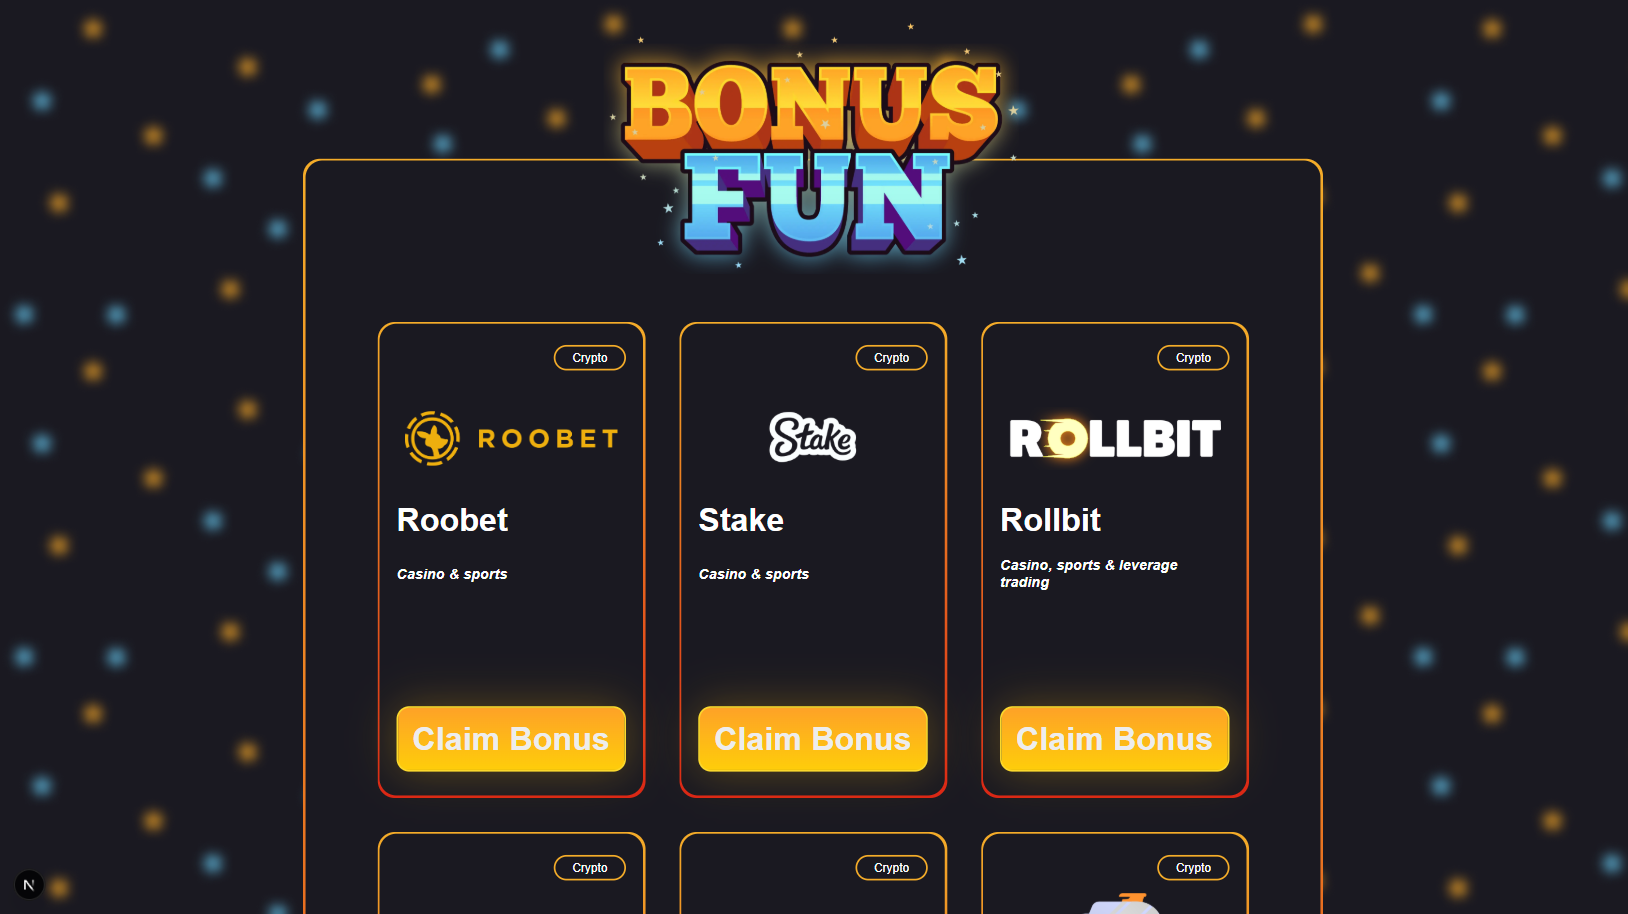 BONUS
FUN
Crypto
Crypto
Crypto
ROOBET
Stake
ROLLBIT
Roobet
Stake
Rollbit
Casino & sports
Casino & sports
Casino, sports & leverage
trading
Claim Bonus
Claim Bonus
Claim Bonus
Crypto
Crypto
Crypto
N